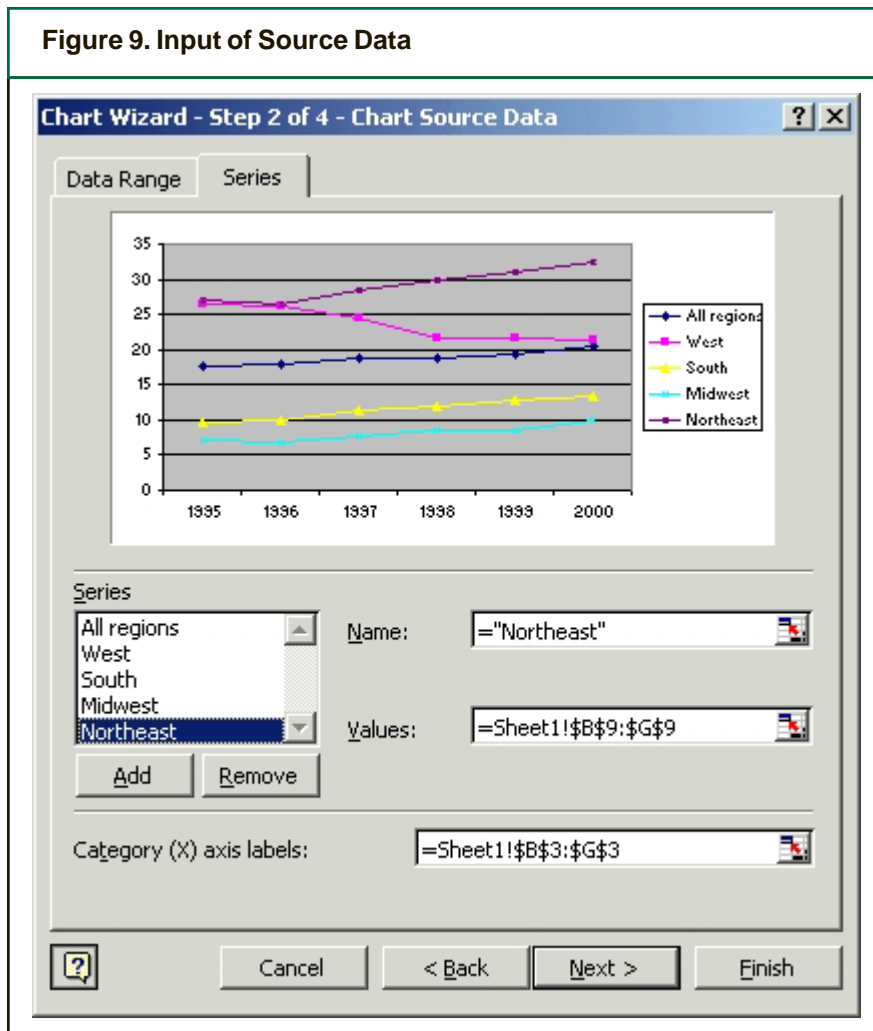 Figure 9. Input of Source Data
Chart Wizard - Step 2 of 4 - Chart Source Data
Data Range Series
35
30
25
20
15
10
5
0
1995 1996 1997 1998 1999 2000
All regions
West
South
Midwest
Northeast
Series
All regions
West
South
Midwest
Northeast
Name: ="Northeast"
Values: =Sheet1!$B$9:$G$9
Add Remove
Category (X) axis labels: =Sheet1!$B$3:$G$3
Cancel < Back Next > Finish